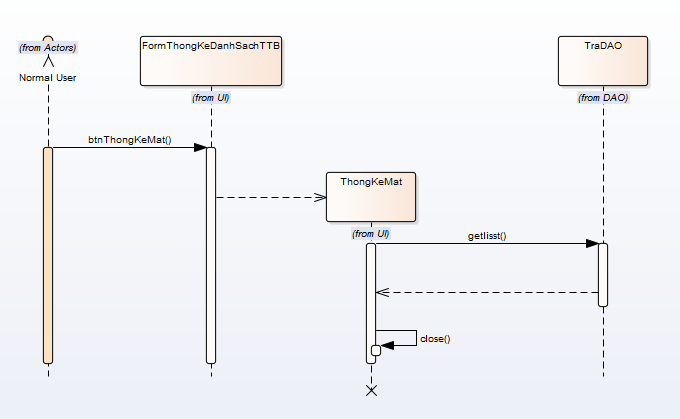 (from Actors)
Normal User
FormThongKeDanhSachTTB
(from UI)
TraDAO
(from DAO)
btnThongKeMat()
ThongKeMat
(from UI)
getlisst()
close()